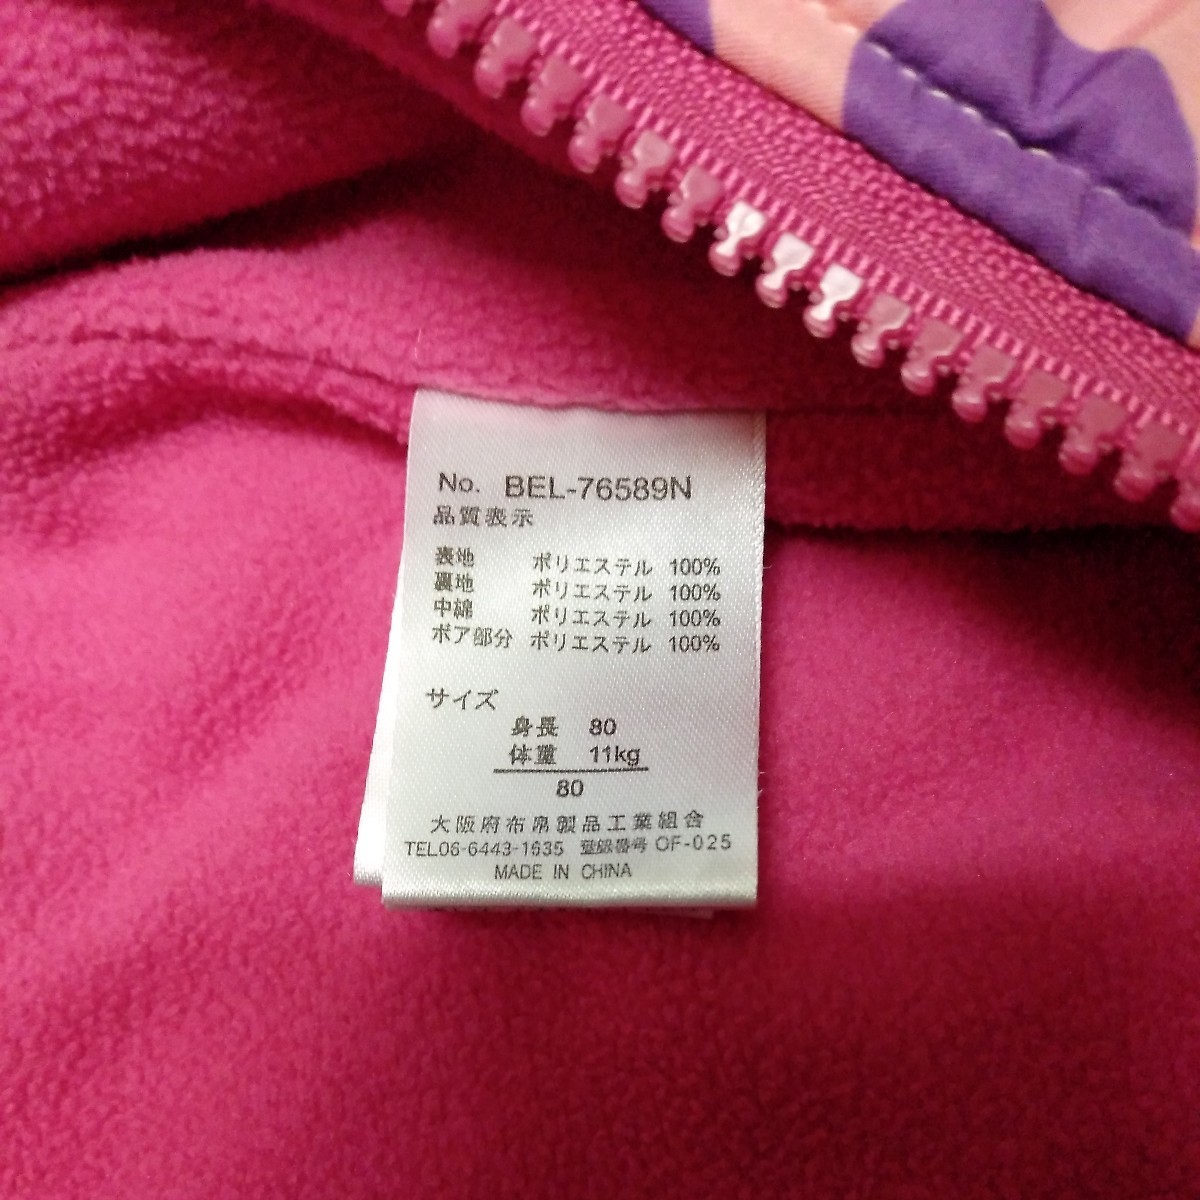 No. BEL-76589N
品質表示
表地 ポリエステル 100%
裏地 ポリエステル 100%
中綿 ポリエステル 100%
ボア部分 ポリエステル 100%
サイズ
身長 80
体重 11kg
80
大阪府布帛製品工業組合
TEL06-6443-1635 登録番号 OF-025
MADE IN CHINA